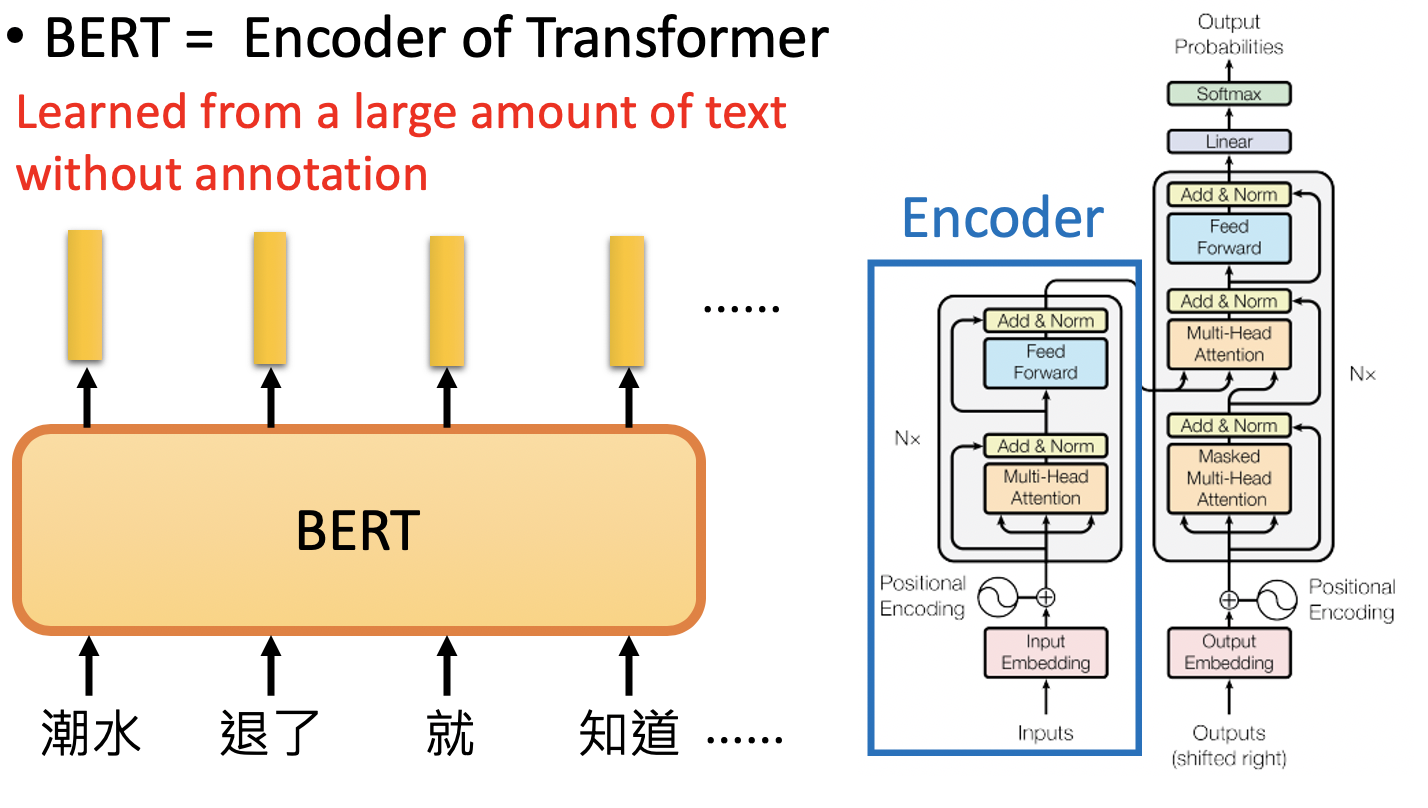 • BERT = Encoder of Transformer
Learned from a large amount of text
without annotation
......
BERT
潮水 退了 就 知道 ......
Encoder
Output
Probabilities
Softmax
Linear
Add & Norm
Feed
Forward
Add & Norm
Multi-Head
Attention
Add & Norm
Masked
Multi-Head
Attention
N×
Positional
Encoding
Output
Embedding
Outputs
(shifted right)
Add & Norm
Feed
Forward
N×
Add & Norm
Multi-Head
Attention
Positional
Encoding
Input
Embedding
Inputs